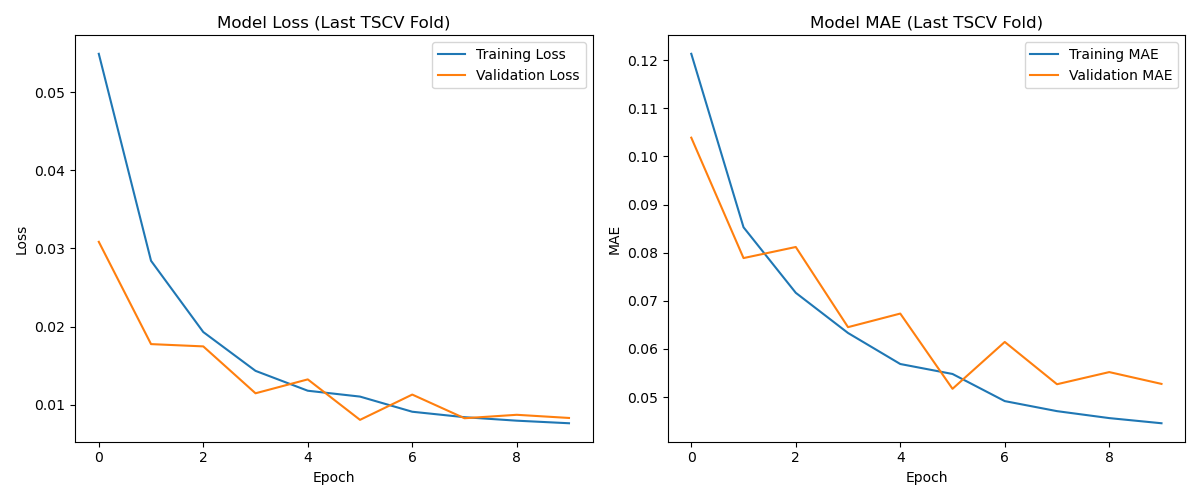 Model Loss (Last TSCV Fold)
Training Loss
Validation Loss
0.05
0.04
0.03
0.02
0.01
Loss
0 2 4 6 8
Epoch
Model MAE (Last TSCV Fold)
Training MAE
Validation MAE
0.12
0.11
0.10
0.09
0.08
0.07
0.06
0.05
MAE
0 2 4 6 8
Epoch